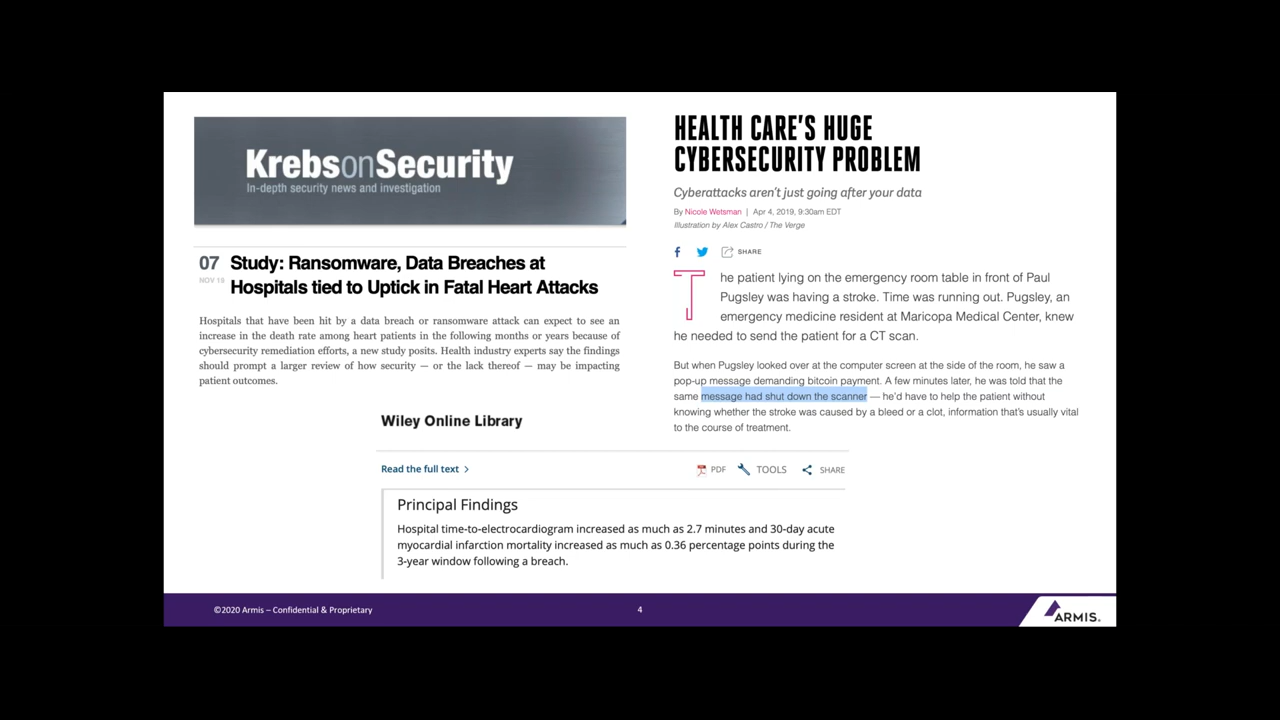 KrebsonSecurity
In-depth security news and investigation
07
NOV 19
Study: Ransomware, Data Breaches at
Hospitals tied to Uptick in Fatal Heart Attacks
Hospitals that have been hit by a data breach or ransomware attack can expect to see an
increase in the death rate among heart patients in the following months or years because of
cybersecurity remediation efforts, a new study posits. Health industry experts say the findings
should prompt a larger review of how security — or the lack thereof — may be impacting
patient outcomes.
HEALTH CARE'S HUGE
CYBERSECURITY PROBLEM
Cyberattacks aren't just going after your data
By Nicole Wetsman | Apr 4, 2019, 9:30am EDT
Illustration by Alex Castro / The Verge
SHARE
The patient lying on the emergency room table in front of Paul
Pugsley was having a stroke. Time was running out. Pugsley, an
emergency medicine resident at Maricopa Medical Center, knew
he needed to send the patient for a CT scan.
But when Pugsley looked over at the computer screen at the side of the room, he saw a
pop-up message demanding bitcoin payment. A few minutes later, he was told that the
same message had shut down the scanner — he'd have to help the patient without
knowing whether the stroke was caused by a bleed or a clot, information that's usually vital
to the course of treatment.
Wiley Online Library
Read the full text >
PDF TOOLS SHARE
Principal Findings
Hospital time-to-electrocardiogram increased as much as 2.7 minutes and 30-day acute
myocardial infarction mortality increased as much as 0.36 percentage points during the
3-year window following a breach.
©2020 Armis – Confidential & Proprietary
4
ARMIS.